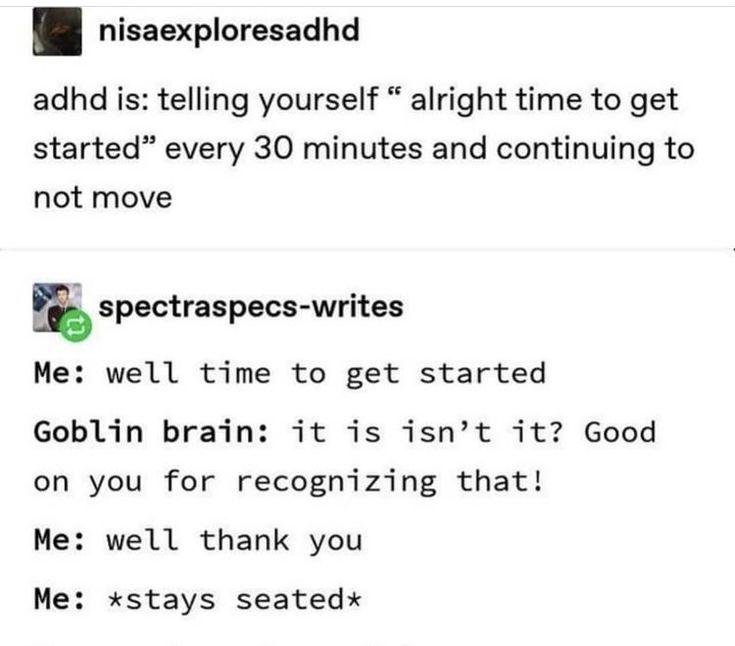 nisaexploresadhd
adhd is: telling yourself “ alright time to get
started” every 30 minutes and continuing to
not move
spectraspecs-writes
Me: well time to get started
Goblin brain: it is isn’t it? Good
on you for recognizing that!
Me: well thank you
Me: *stays seated*